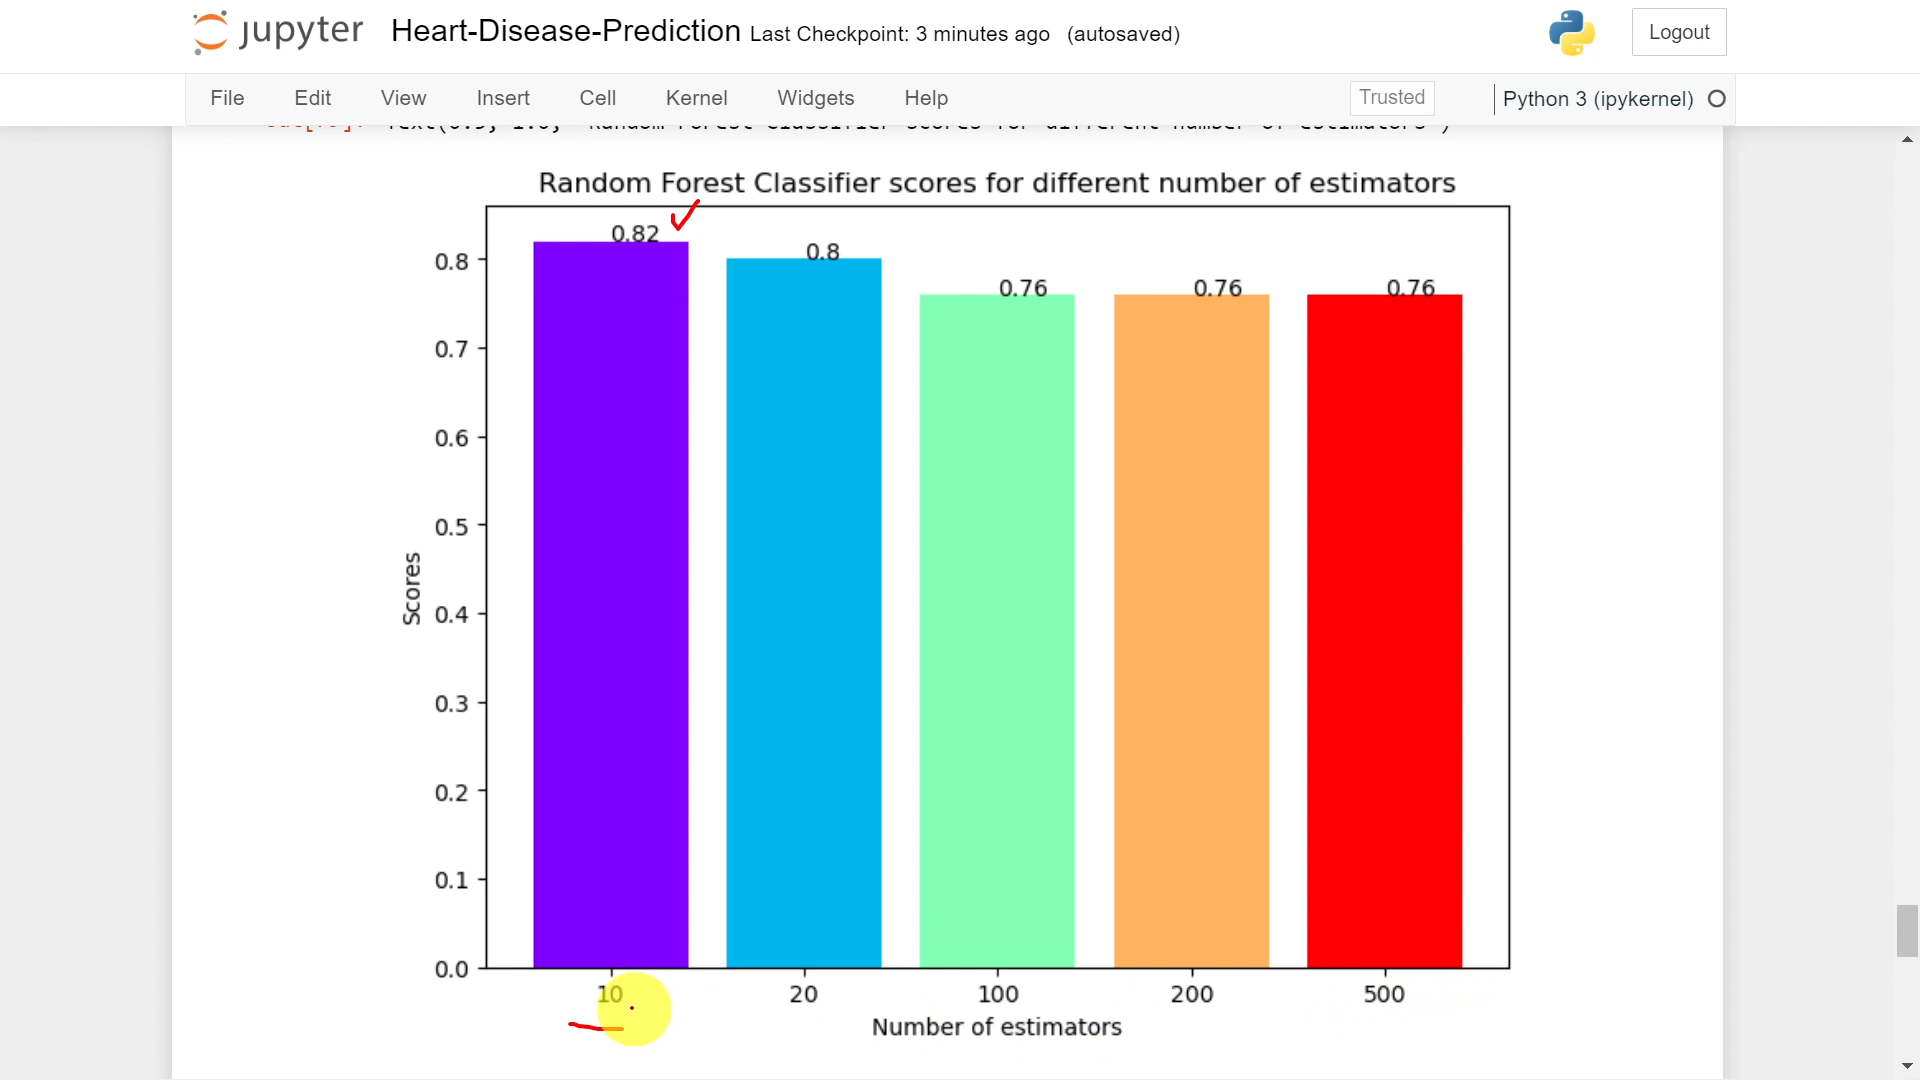 jupyter Heart-Disease-Prediction Last Checkpoint: 3 minutes ago (autosaved) Logout
File Edit View Insert Cell Kernel Widgets Help Trusted Python 3 (ipykernel)
Random Forest Classifier scores for different number of estimators
0.82
0.8
0.76
0.76
0.76
0.8
0.7
0.6
0.5
0.4
0.3
0.2
0.1
0.0
Scores
10 20 100 200 500
Number of estimators